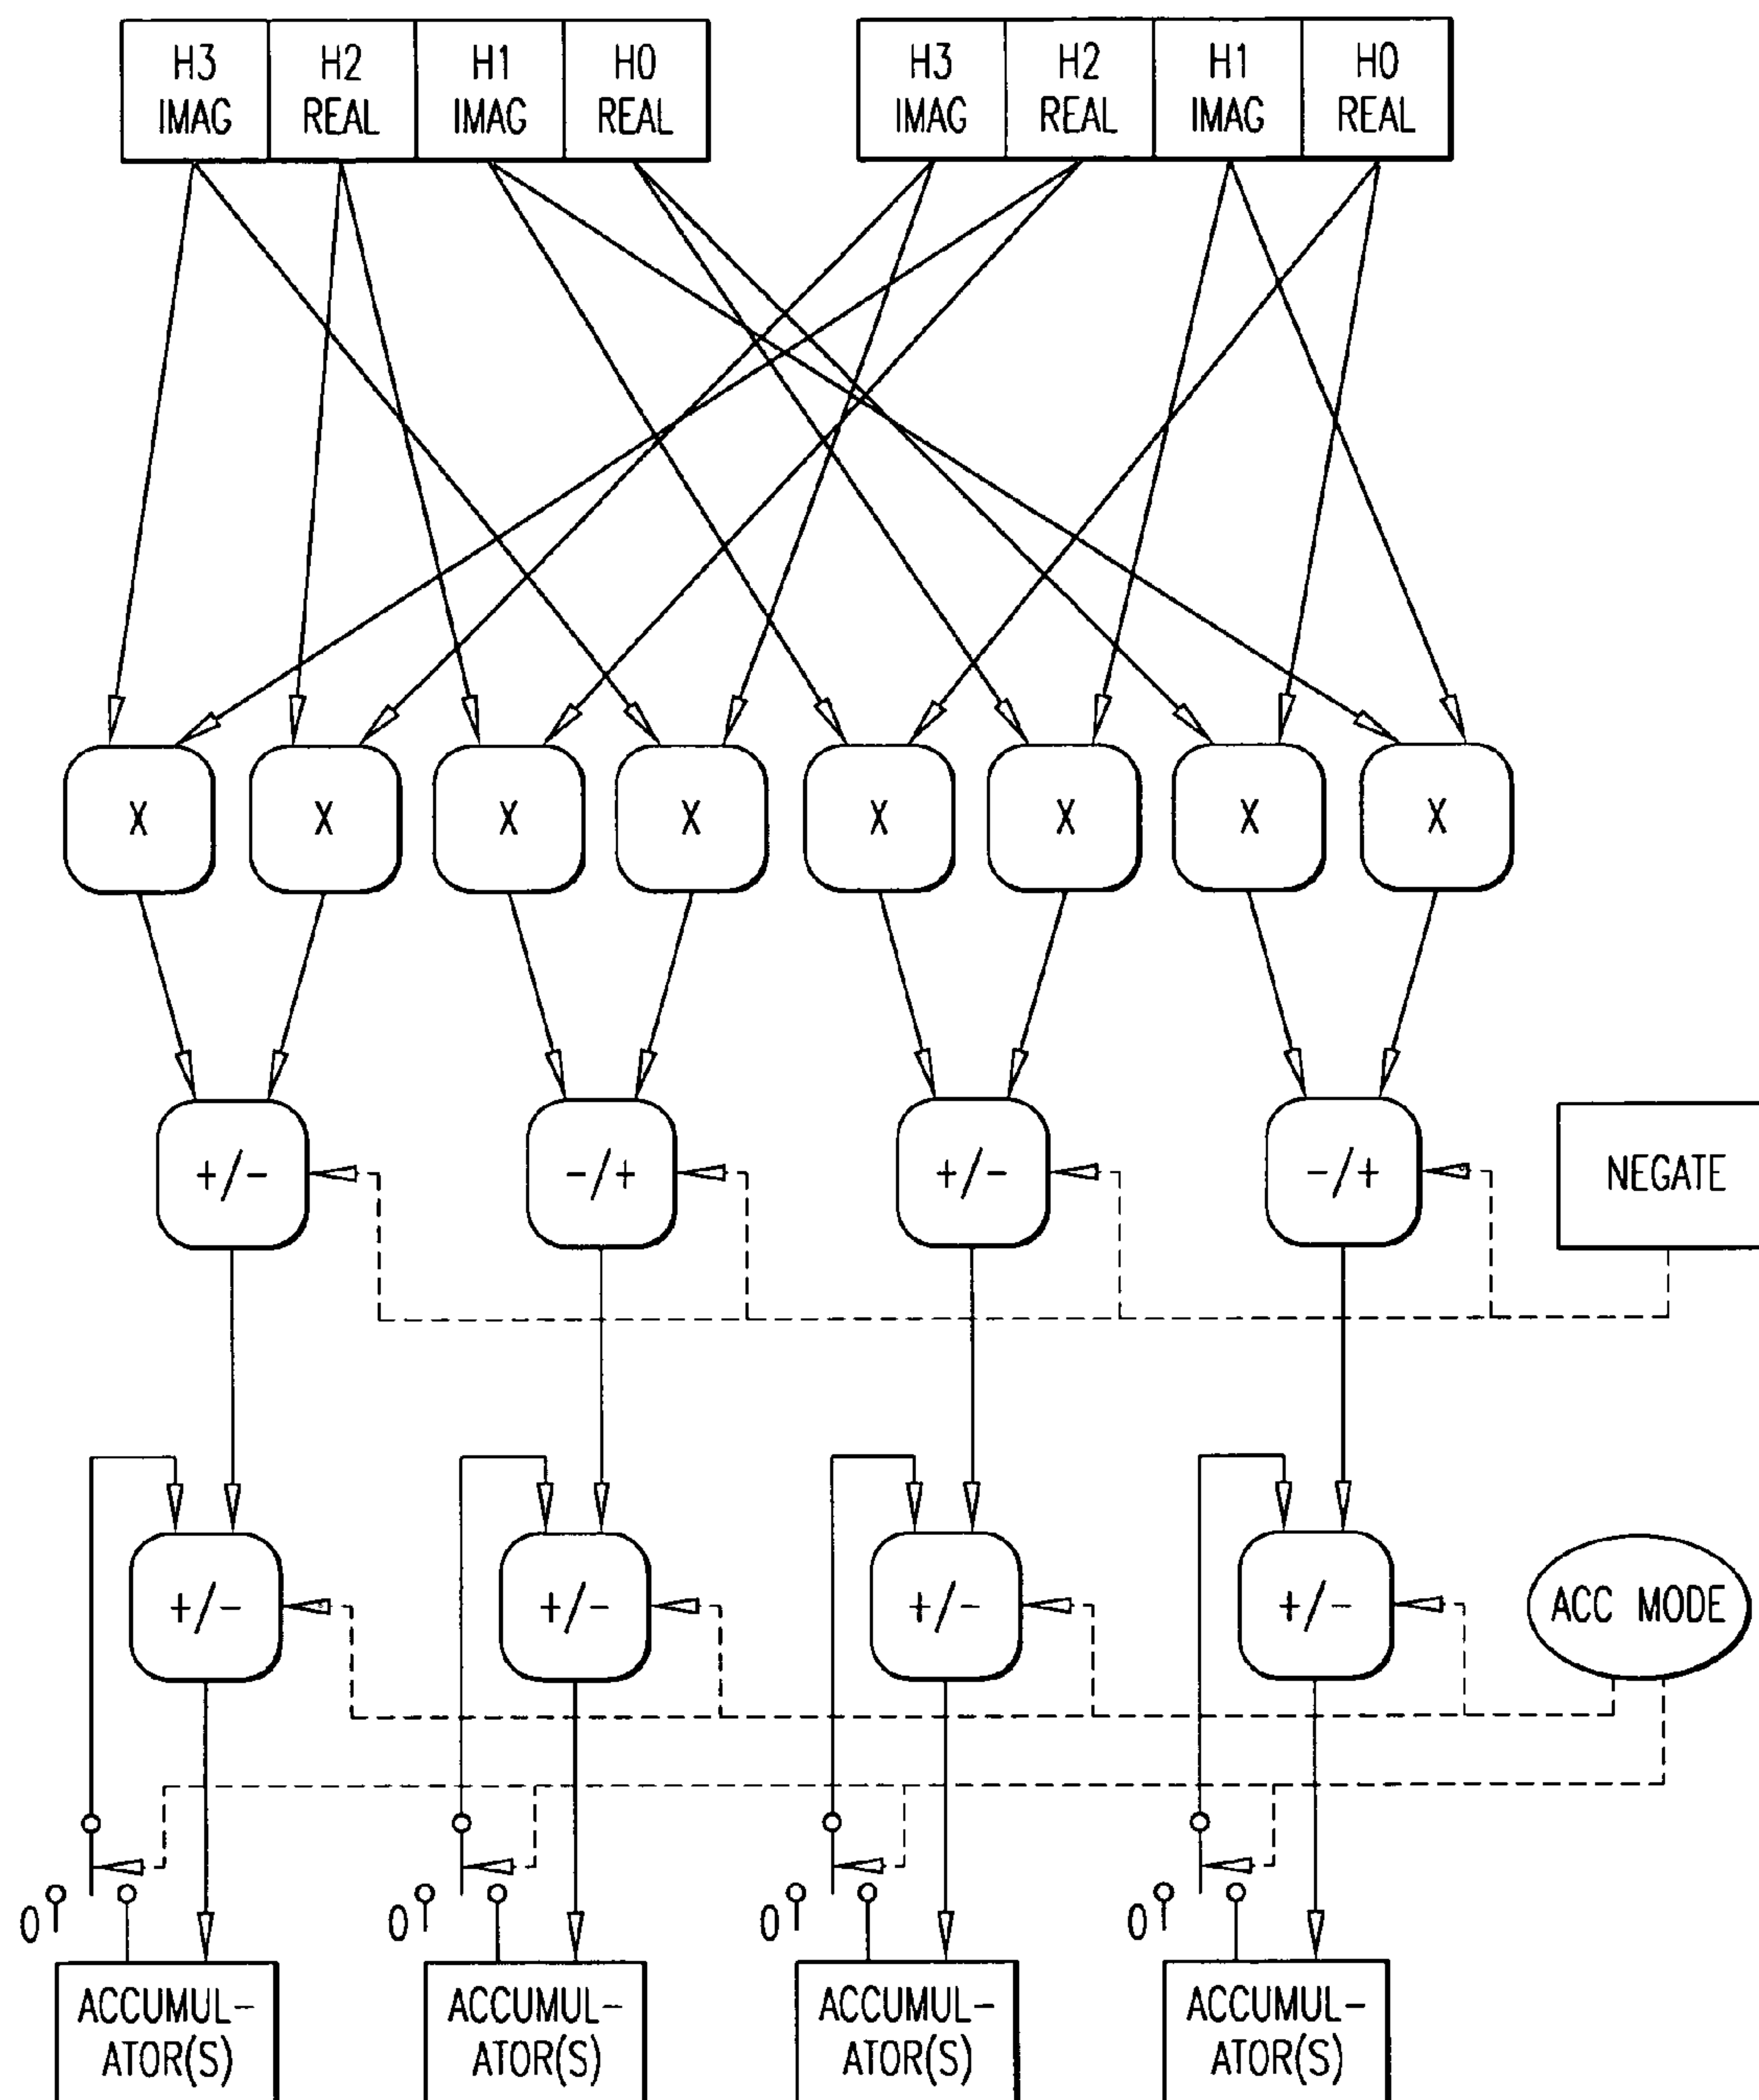 H3 H2 H1 H0 H3 H2 H1 H0
IMAG REAL IMAG REAL IMAG REAL IMAG REAL
X X X X X X X X
+/- -/+ +/- -/+ NEGATE
+/- +/- +/- +/- ACC MODE
0 0 0 0
ACCUMUL- ACCUMUL- ACCUMUL- ACCUMUL-
ATOR(S) ATOR(S) ATOR(S) ATOR(S)